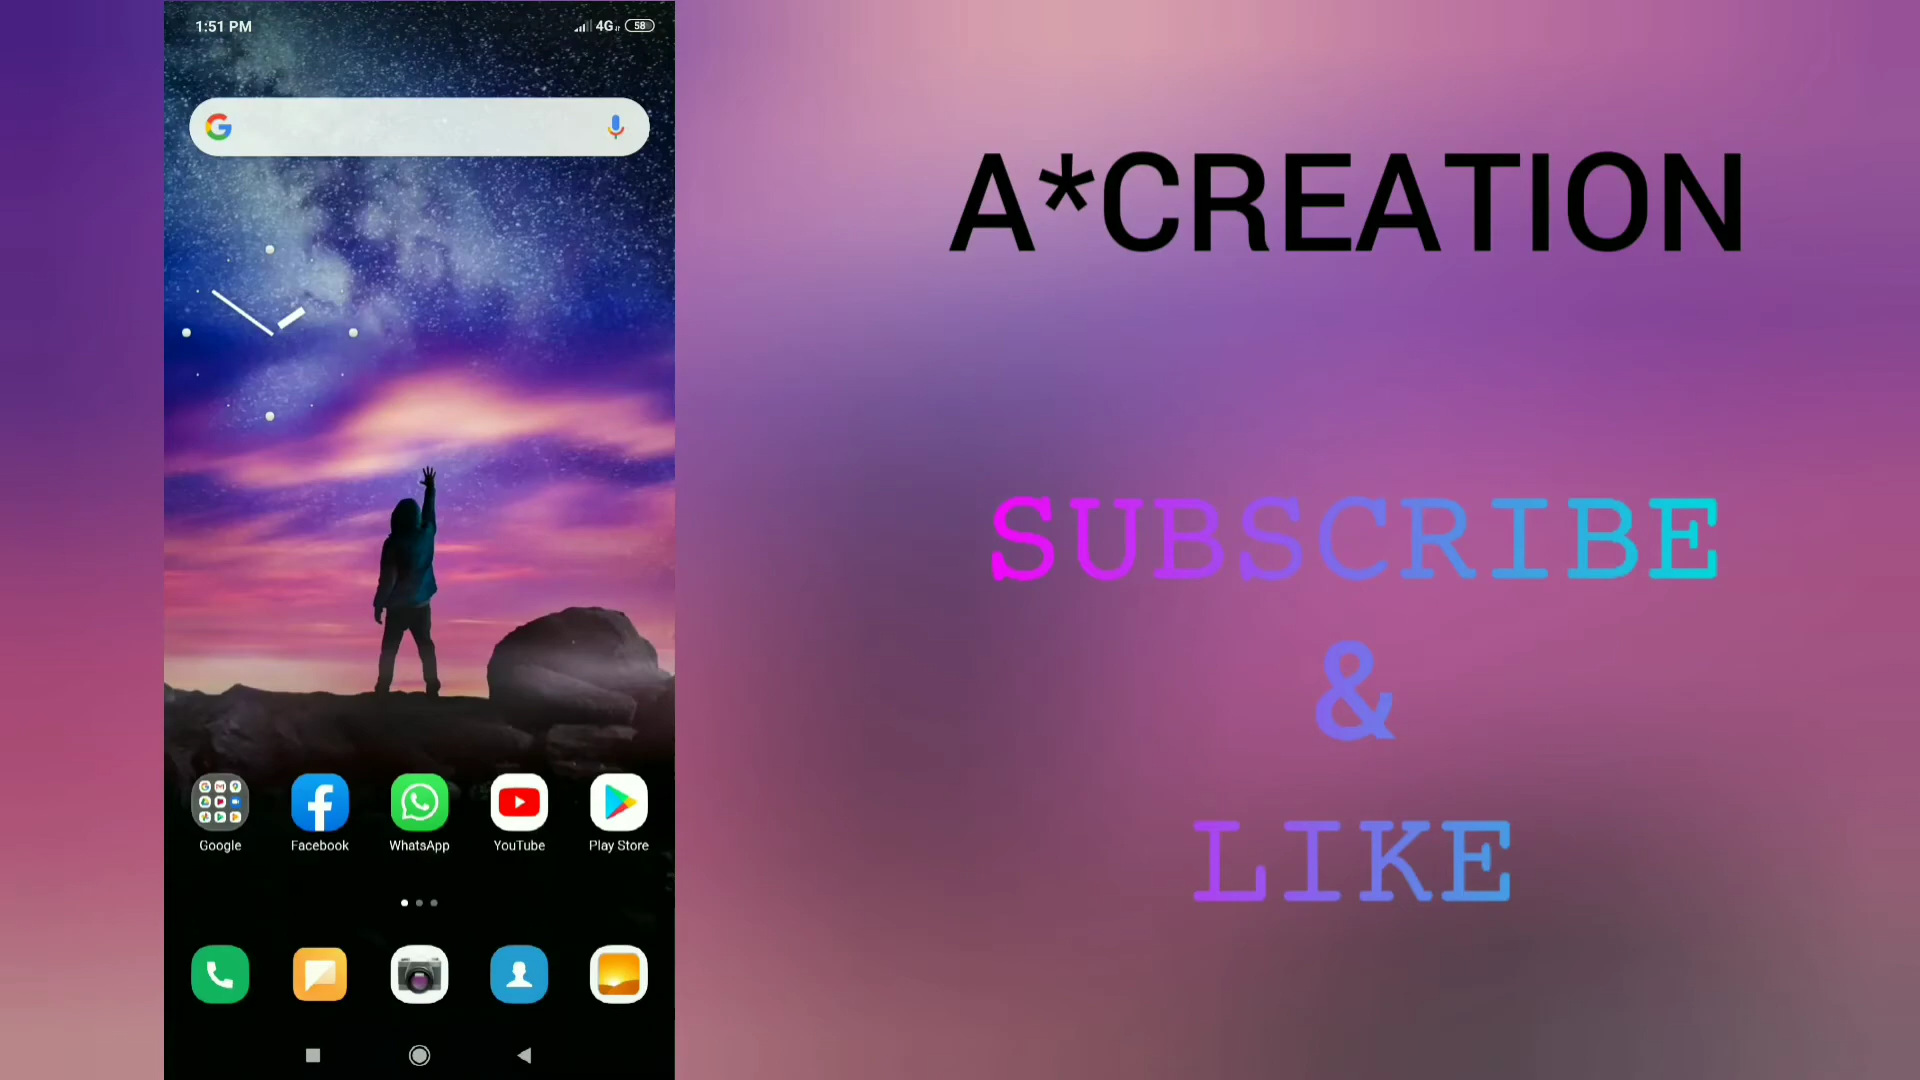 1:51 PM
4G 58
Google Facebook WhatsApp YouTube Play Store
A*CREATION
SUBSCRIBE
&
LIKE